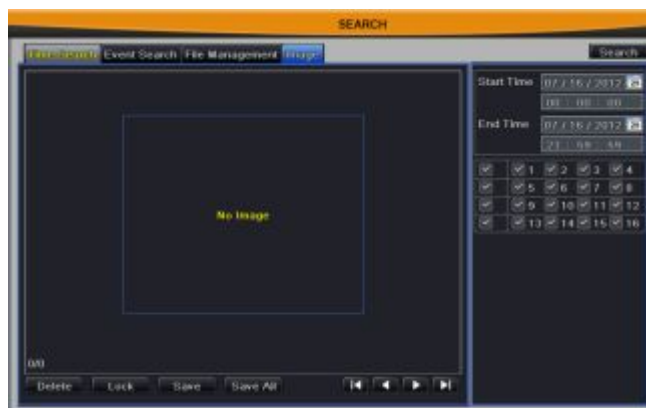 SEARCH
Time Search Event Search File Management Image
Search
Start Time 07 / 16 / 2012
00 : 00 : 00
End Time 07 / 16 / 2012
23 : 59 : 59
1 2 3 4
5 6 7 8
9 10 11 12
13 14 15 16
No Image
0/0
Delete Lock Save Save All